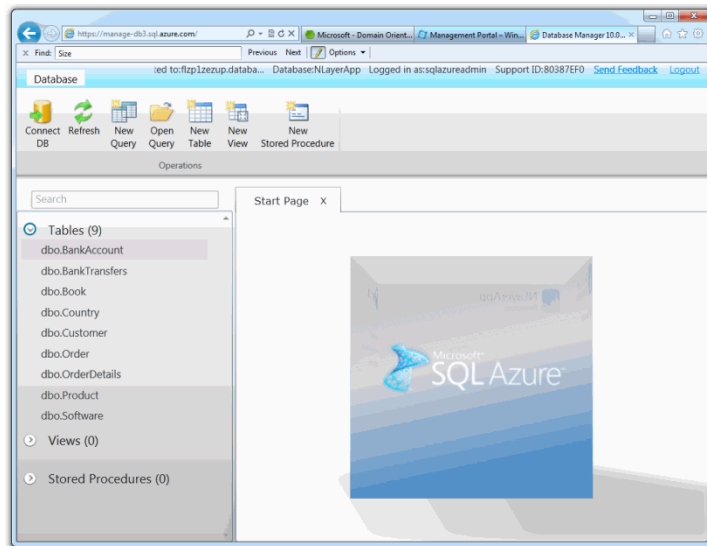 https://manage-db3.sql.azure.com/
Microsoft - Domain Orient...
Management Portal – Win...
Database Manager 10.0...
X Find: Size Previous Next Options
Database
:ed to:flzp1zezup.databa... Database:NLayerApp Logged in as:sqlazureadmin Support ID:80387EF0 Send Feedback Logout
Connect DB
Refresh
New Query
Open Query
New Table
New View
New Stored Procedure
Operations
Search
Start Page X
Tables (9)
dbo.BankAccount
dbo.BankTransfers
dbo.Book
dbo.Country
dbo.Customer
dbo.Order
dbo.OrderDetails
dbo.Product
dbo.Software
Views (0)
Stored Procedures (0)
NLayerApp
Microsoft®
SQL Azure™